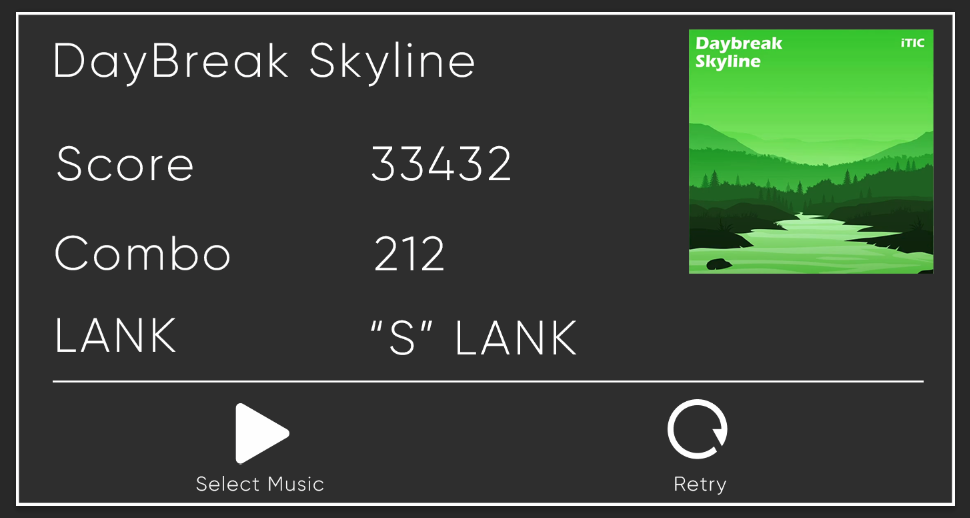 DayBreak Skyline
Daybreak
Skyline
iTIC
Score 33432
Combo 212
LANK “S” LANK
Select Music
Retry